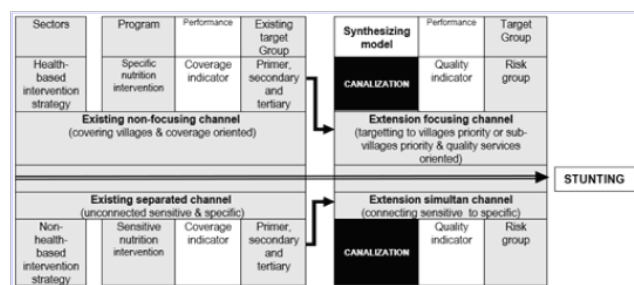 Sectors
Program
Performance
Existing
target
Group
Synthesizing
model
Performance
Target
Group
Health-
based
intervention
strategy
Specific
nutrition
intervention
Coverage
indicator
Primer,
secondary
and
tertiary
CANALIZATION
Quality
indicator
Risk
group
Existing non-focusing channel
(covering villages & coverage oriented)
Extension focusing channel
(targetting to villages priority or sub-
villages priority & quality services
oriented)
STUNTING
Existing separated channel
(unconnected sensitive & specific)
Extension simultan channel
(connecting sensitive to specific)
Non-
health-
based
intervention
strategy
Sensitive
nutrition
intervention
Coverage
indicator
Primer,
secondary
and
tertiary
CANALIZATION
Quality
indicator
Risk
group